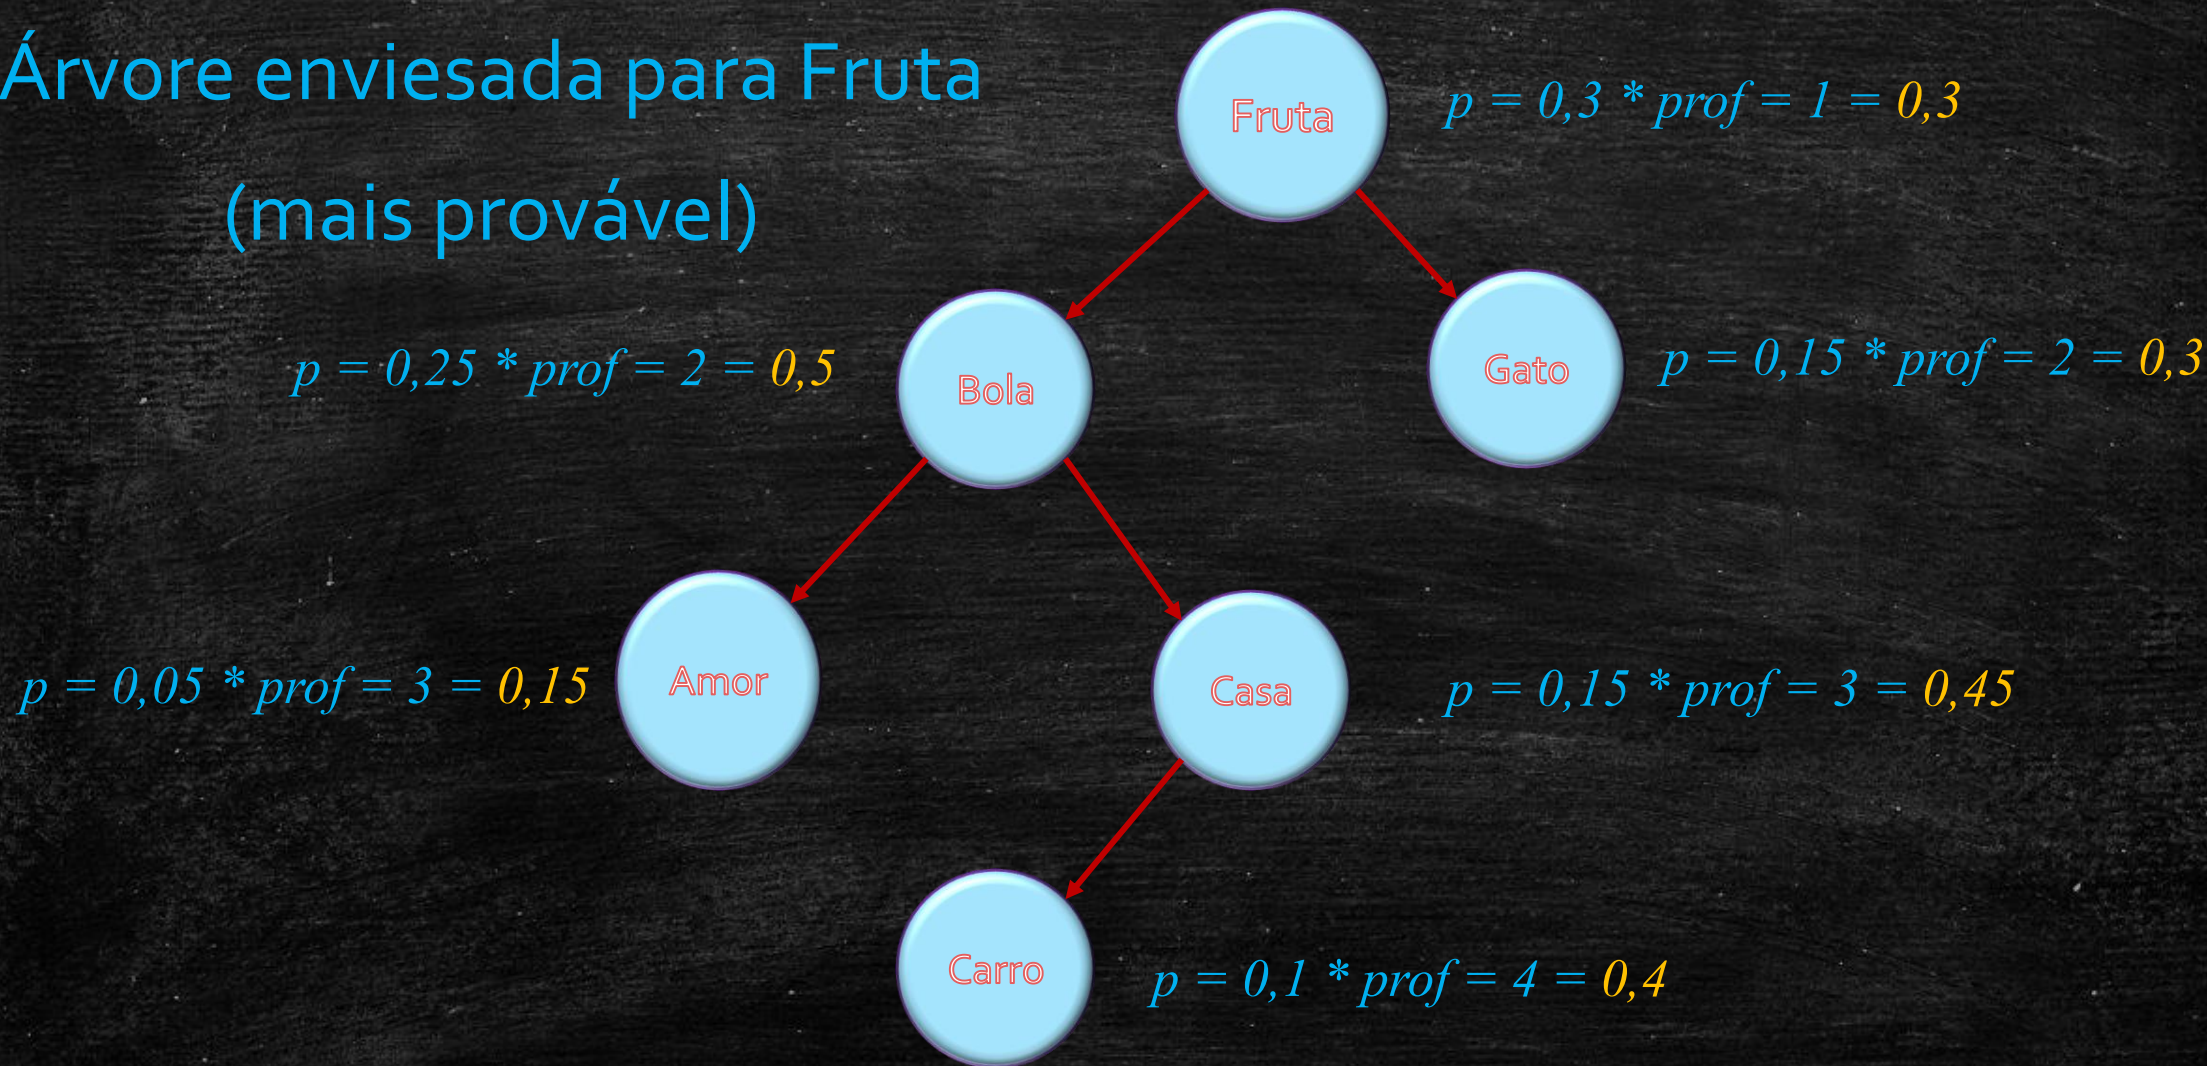 Árvore enviesada para Fruta
(mais provável)
Fruta
p = 0,3 * prof = 1 = 0,3
Bola
p = 0,25 * prof = 2 = 0,5
Gato
p = 0,15 * prof = 2 = 0,3
Amor
p = 0,05 * prof = 3 = 0,15
Casa
p = 0,15 * prof = 3 = 0,45
Carro
p = 0,1 * prof = 4 = 0,4